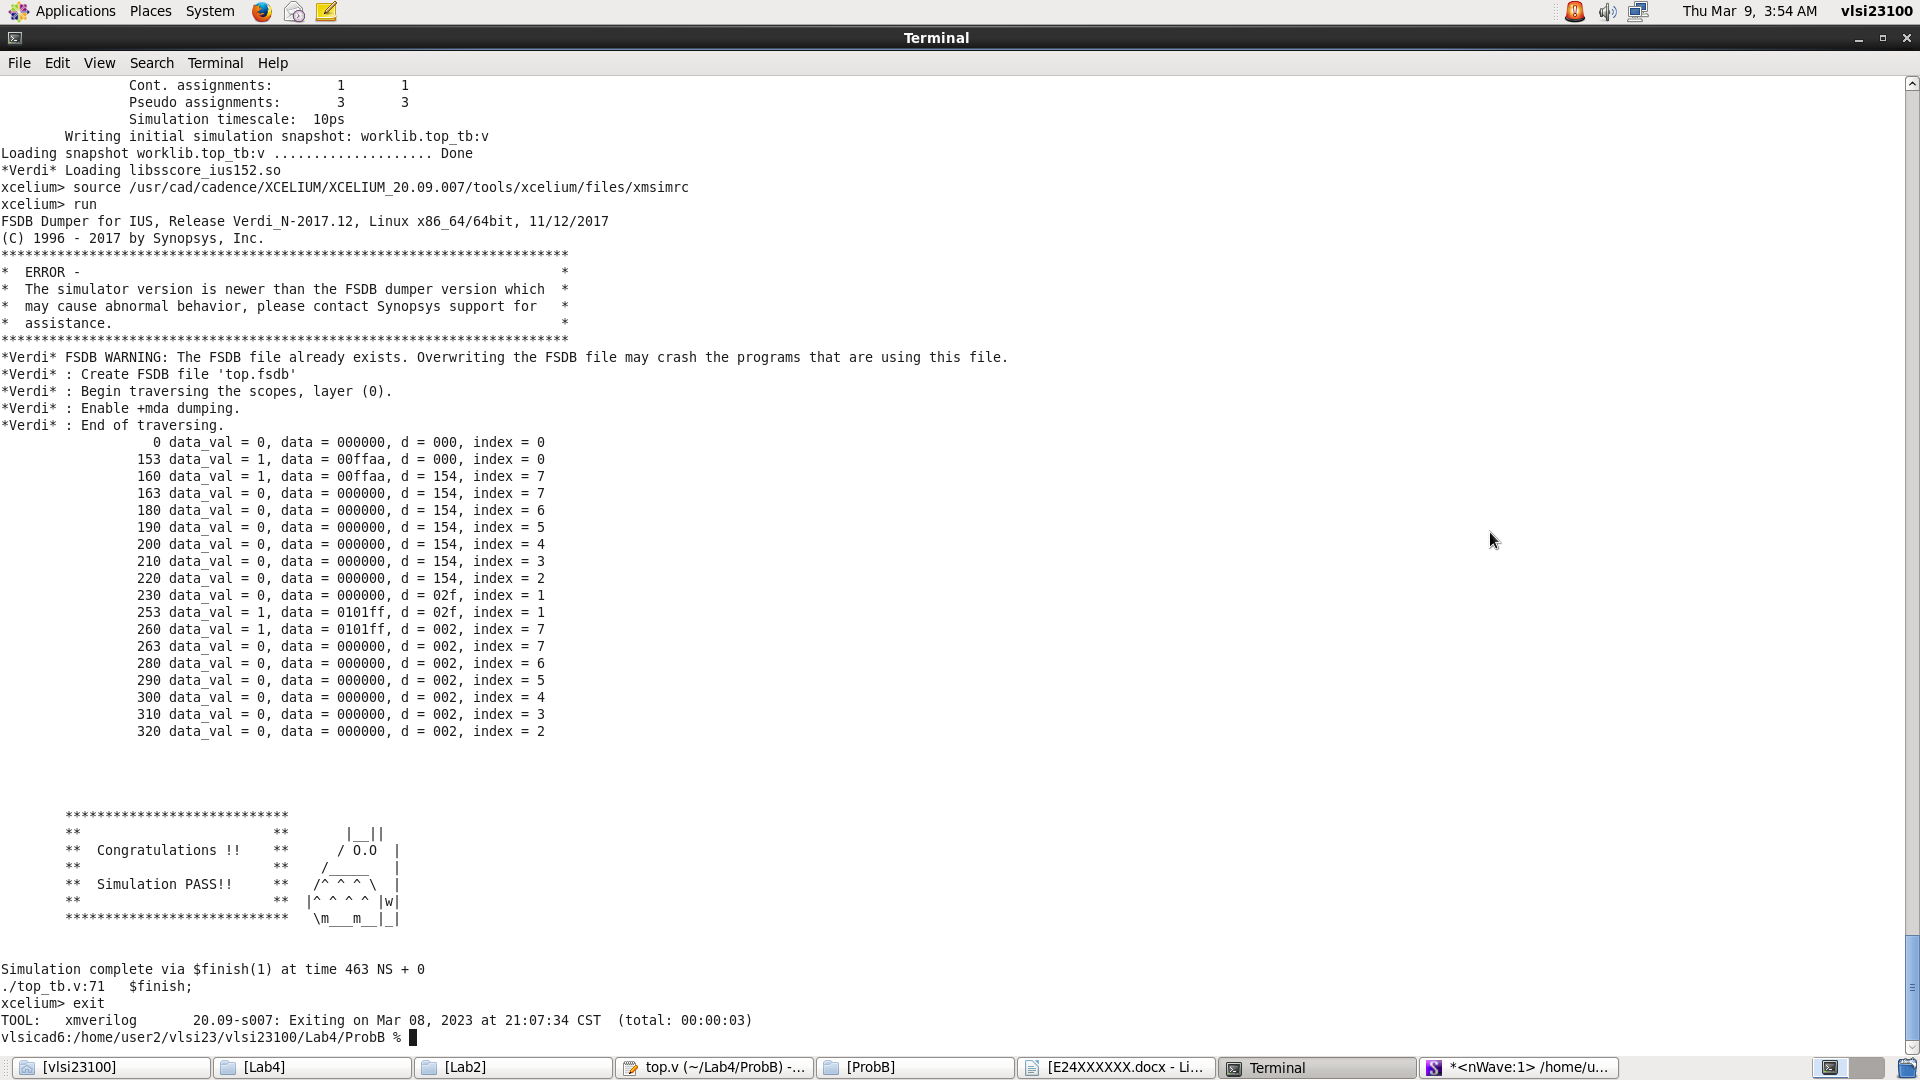 Applications Places System Thu Mar 9, 3:54 AM vlsi23100
Terminal
File Edit View Search Terminal Help
Cont. assignments: 1 1
Pseudo assignments: 3 3
Simulation timescale: 10ps
Writing initial simulation snapshot: worklib.top_tb:v
Loading snapshot worklib.top_tb:v .................... Done
*Verdi* Loading libsscore_ius152.so
xcelium> source /usr/cad/cadence/XCELIUM/XCELIUM_20.09.007/tools/xcelium/files/xmsimrc
xcelium> run
FSDB Dumper for IUS, Release Verdi_N-2017.12, Linux x86_64/64bit, 11/12/2017
(C) 1996 - 2017 by Synopsys, Inc.
***********************************************************************
* ERROR - *
* The simulator version is newer than the FSDB dumper version which *
* may cause abnormal behavior, please contact Synopsys support for *
* assistance. *
***********************************************************************
*Verdi* FSDB WARNING: The FSDB file already exists. Overwriting the FSDB file may crash the programs that are using this file.
*Verdi* : Create FSDB file 'top.fsdb'
*Verdi* : Begin traversing the scopes, layer (0).
*Verdi* : Enable +mda dumping.
*Verdi* : End of traversing.
0 data_val = 0, data = 000000, d = 000, index = 0
153 data_val = 1, data = 00ffaa, d = 000, index = 0
160 data_val = 1, data = 00ffaa, d = 154, index = 7
163 data_val = 0, data = 000000, d = 154, index = 7
180 data_val = 0, data = 000000, d = 154, index = 6
190 data_val = 0, data = 000000, d = 154, index = 5
200 data_val = 0, data = 000000, d = 154, index = 4
210 data_val = 0, data = 000000, d = 154, index = 3
220 data_val = 0, data = 000000, d = 154, index = 2
230 data_val = 0, data = 000000, d = 02f, index = 1
253 data_val = 1, data = 0101ff, d = 02f, index = 1
260 data_val = 1, data = 0101ff, d = 002, index = 7
263 data_val = 0, data = 000000, d = 002, index = 7
280 data_val = 0, data = 000000, d = 002, index = 6
290 data_val = 0, data = 000000, d = 002, index = 5
300 data_val = 0, data = 000000, d = 002, index = 4
310 data_val = 0, data = 000000, d = 002, index = 3
320 data_val = 0, data = 000000, d = 002, index = 2
****************************
** ** |__||
** Congratulations !! ** / O.O |
** ** /_____ |
** Simulation PASS!! ** /^ ^ ^ \ |
** ** |^ ^ ^ ^ |w|
**************************** \m___m__|_|
Simulation complete via $finish(1) at time 463 NS + 0
./top_tb.v:71 $finish;
xcelium> exit
TOOL: xmverilog 20.09-s007: Exiting on Mar 08, 2023 at 21:07:34 CST (total: 00:00:03)
vlsicad6:/home/user2/vlsi23/vlsi23100/Lab4/ProbB %
[vlsi23100] [Lab4] [Lab2] top.v (~/Lab4/ProbB) -... [ProbB] [E24XXXXXX.docx - Li... Terminal *<nWave:1> /home/u...